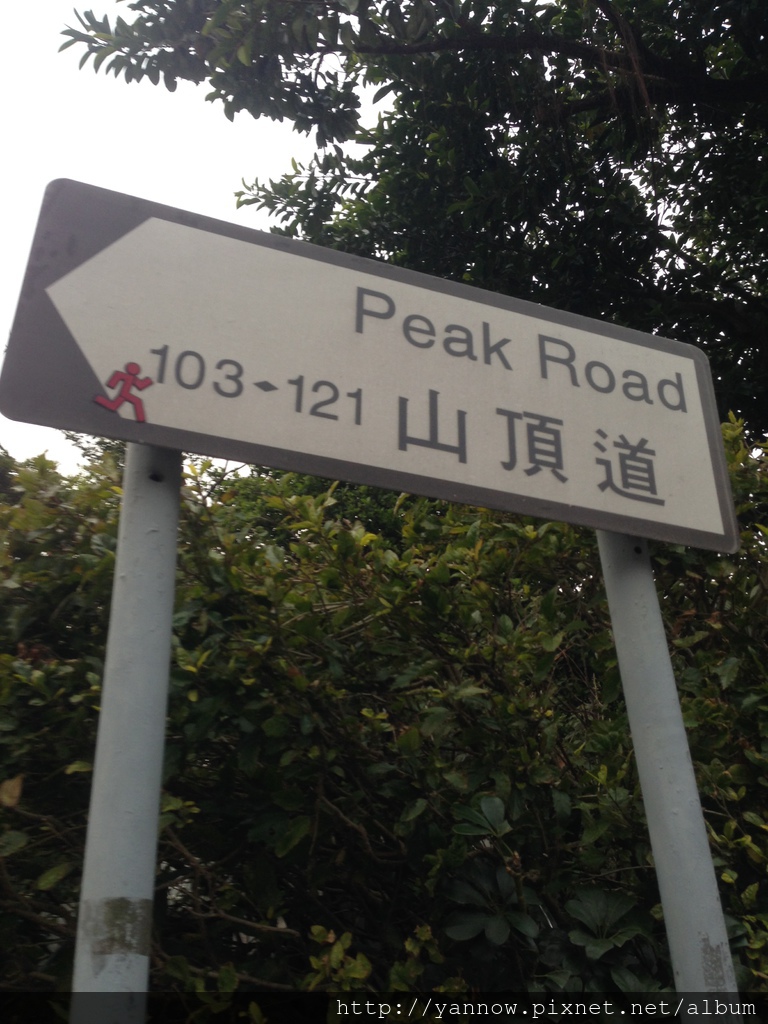 Peak Road
103-121 山頂道
http://yannow.pixnet.net/album